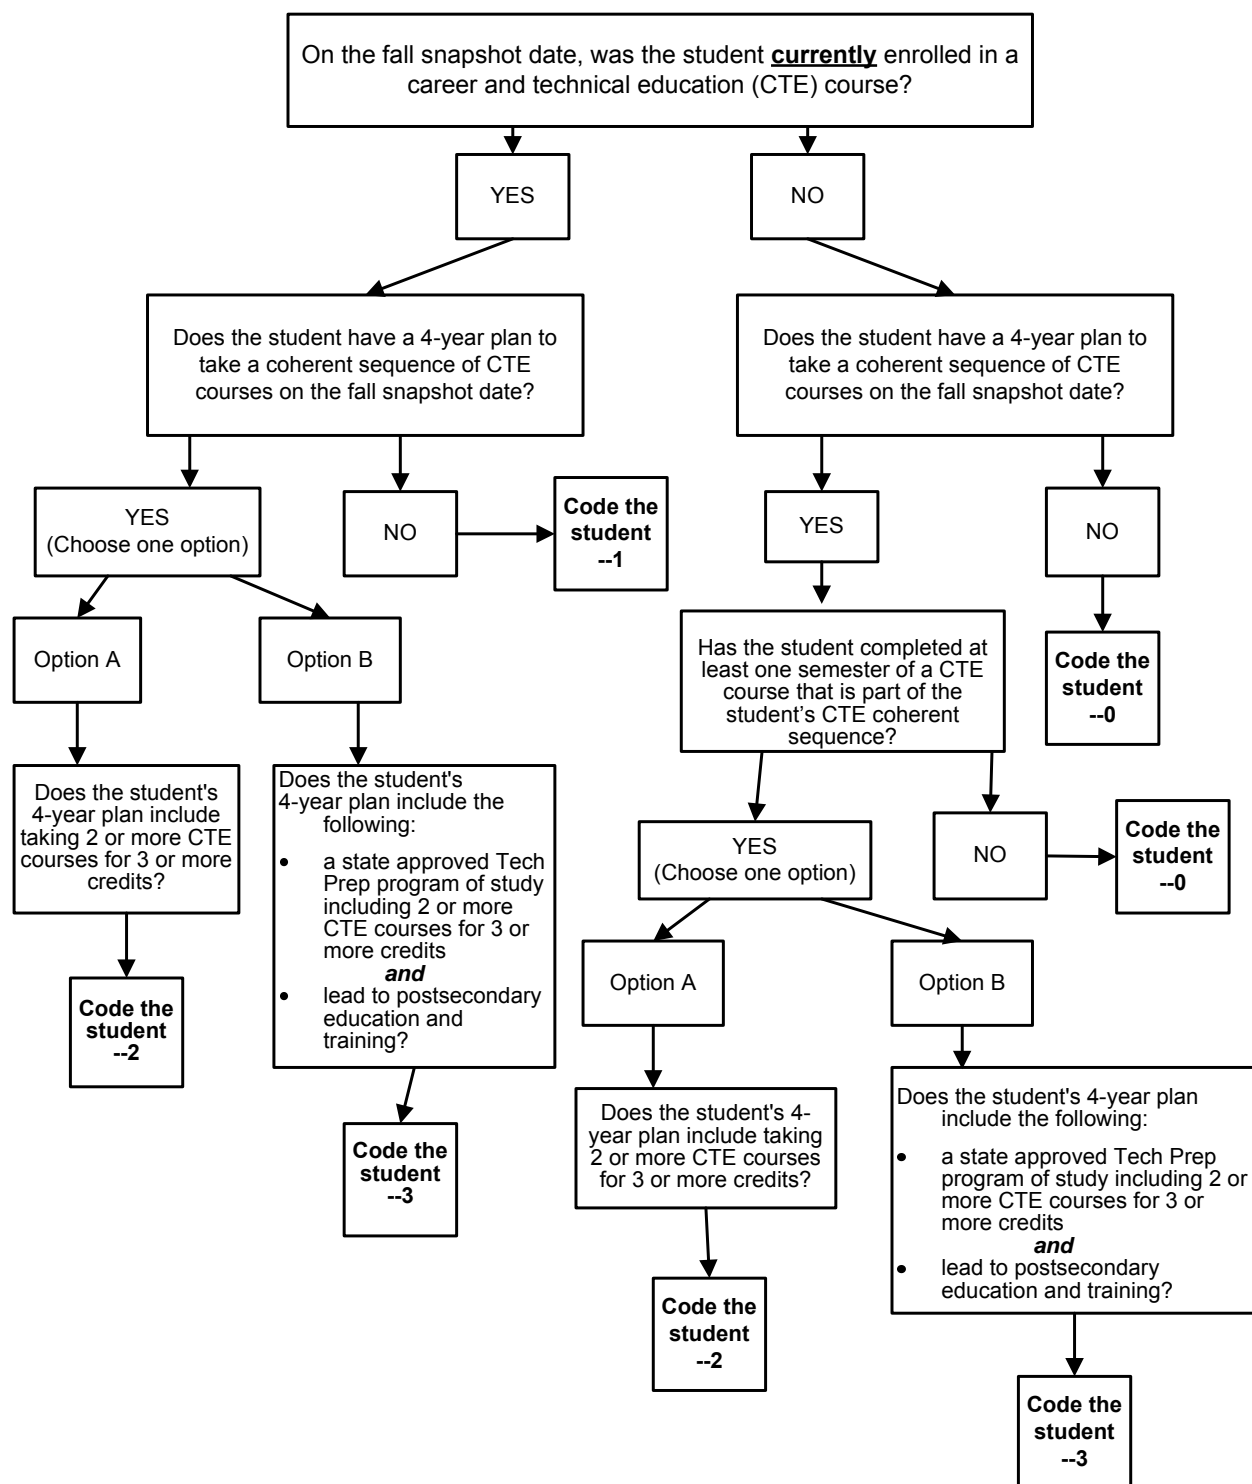 On the fall snapshot date, was the student currently enrolled in a
career and technical education (CTE) course?
YES
NO
Does the student have a 4-year plan to
take a coherent sequence of CTE
courses on the fall snapshot date?
Does the student have a 4-year plan to
take a coherent sequence of CTE
courses on the fall snapshot date?
YES
(Choose one option)
NO
Code the
student
--1
YES
NO
Option A
Option B
Has the student completed at
least one semester of a CTE
course that is part of the
student’s CTE coherent
sequence?
Code the
student
--0
Does the student's
4-year plan include
taking 2 or more CTE
courses for 3 or more
credits?
Does the student's
4-year plan include the
following:
• a state approved Tech
Prep program of study
including 2 or more
CTE courses for 3 or
more credits
and
• lead to postsecondary
education and
training?
YES
(Choose one option)
NO
Code the
student
--0
Code the
student
--2
Option A
Option B
Code the
student
--3
Does the student's 4-
year plan include taking
2 or more CTE courses
for 3 or more credits?
Does the student's 4-year plan
include the following:
• a state approved Tech Prep
program of study including 2 or
more CTE courses for 3 or
more credits
and
• lead to postsecondary
education and training?
Code the
student
--2
Code the
student
--3